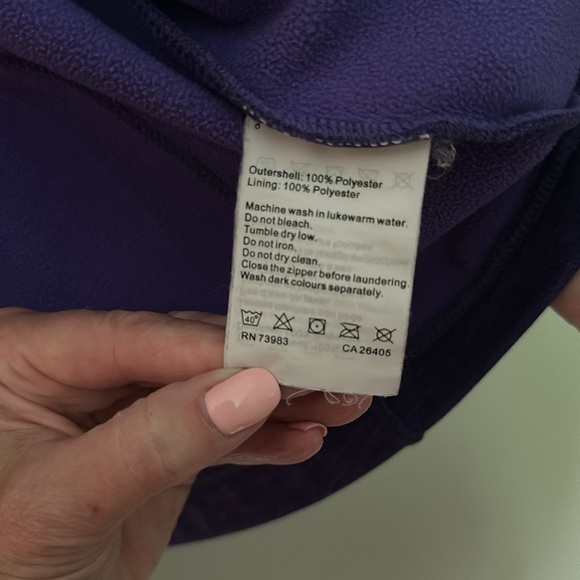 Outershell: 100% Polyester
Lining: 100% Polyester
Machine wash in lukewarm water.
Do not bleach.
Tumble dry low.
Do not iron.
Do not dry clean.
Close the zipper before laundering.
Wash dark colours separately.
40°
RN 73983 CA 26405